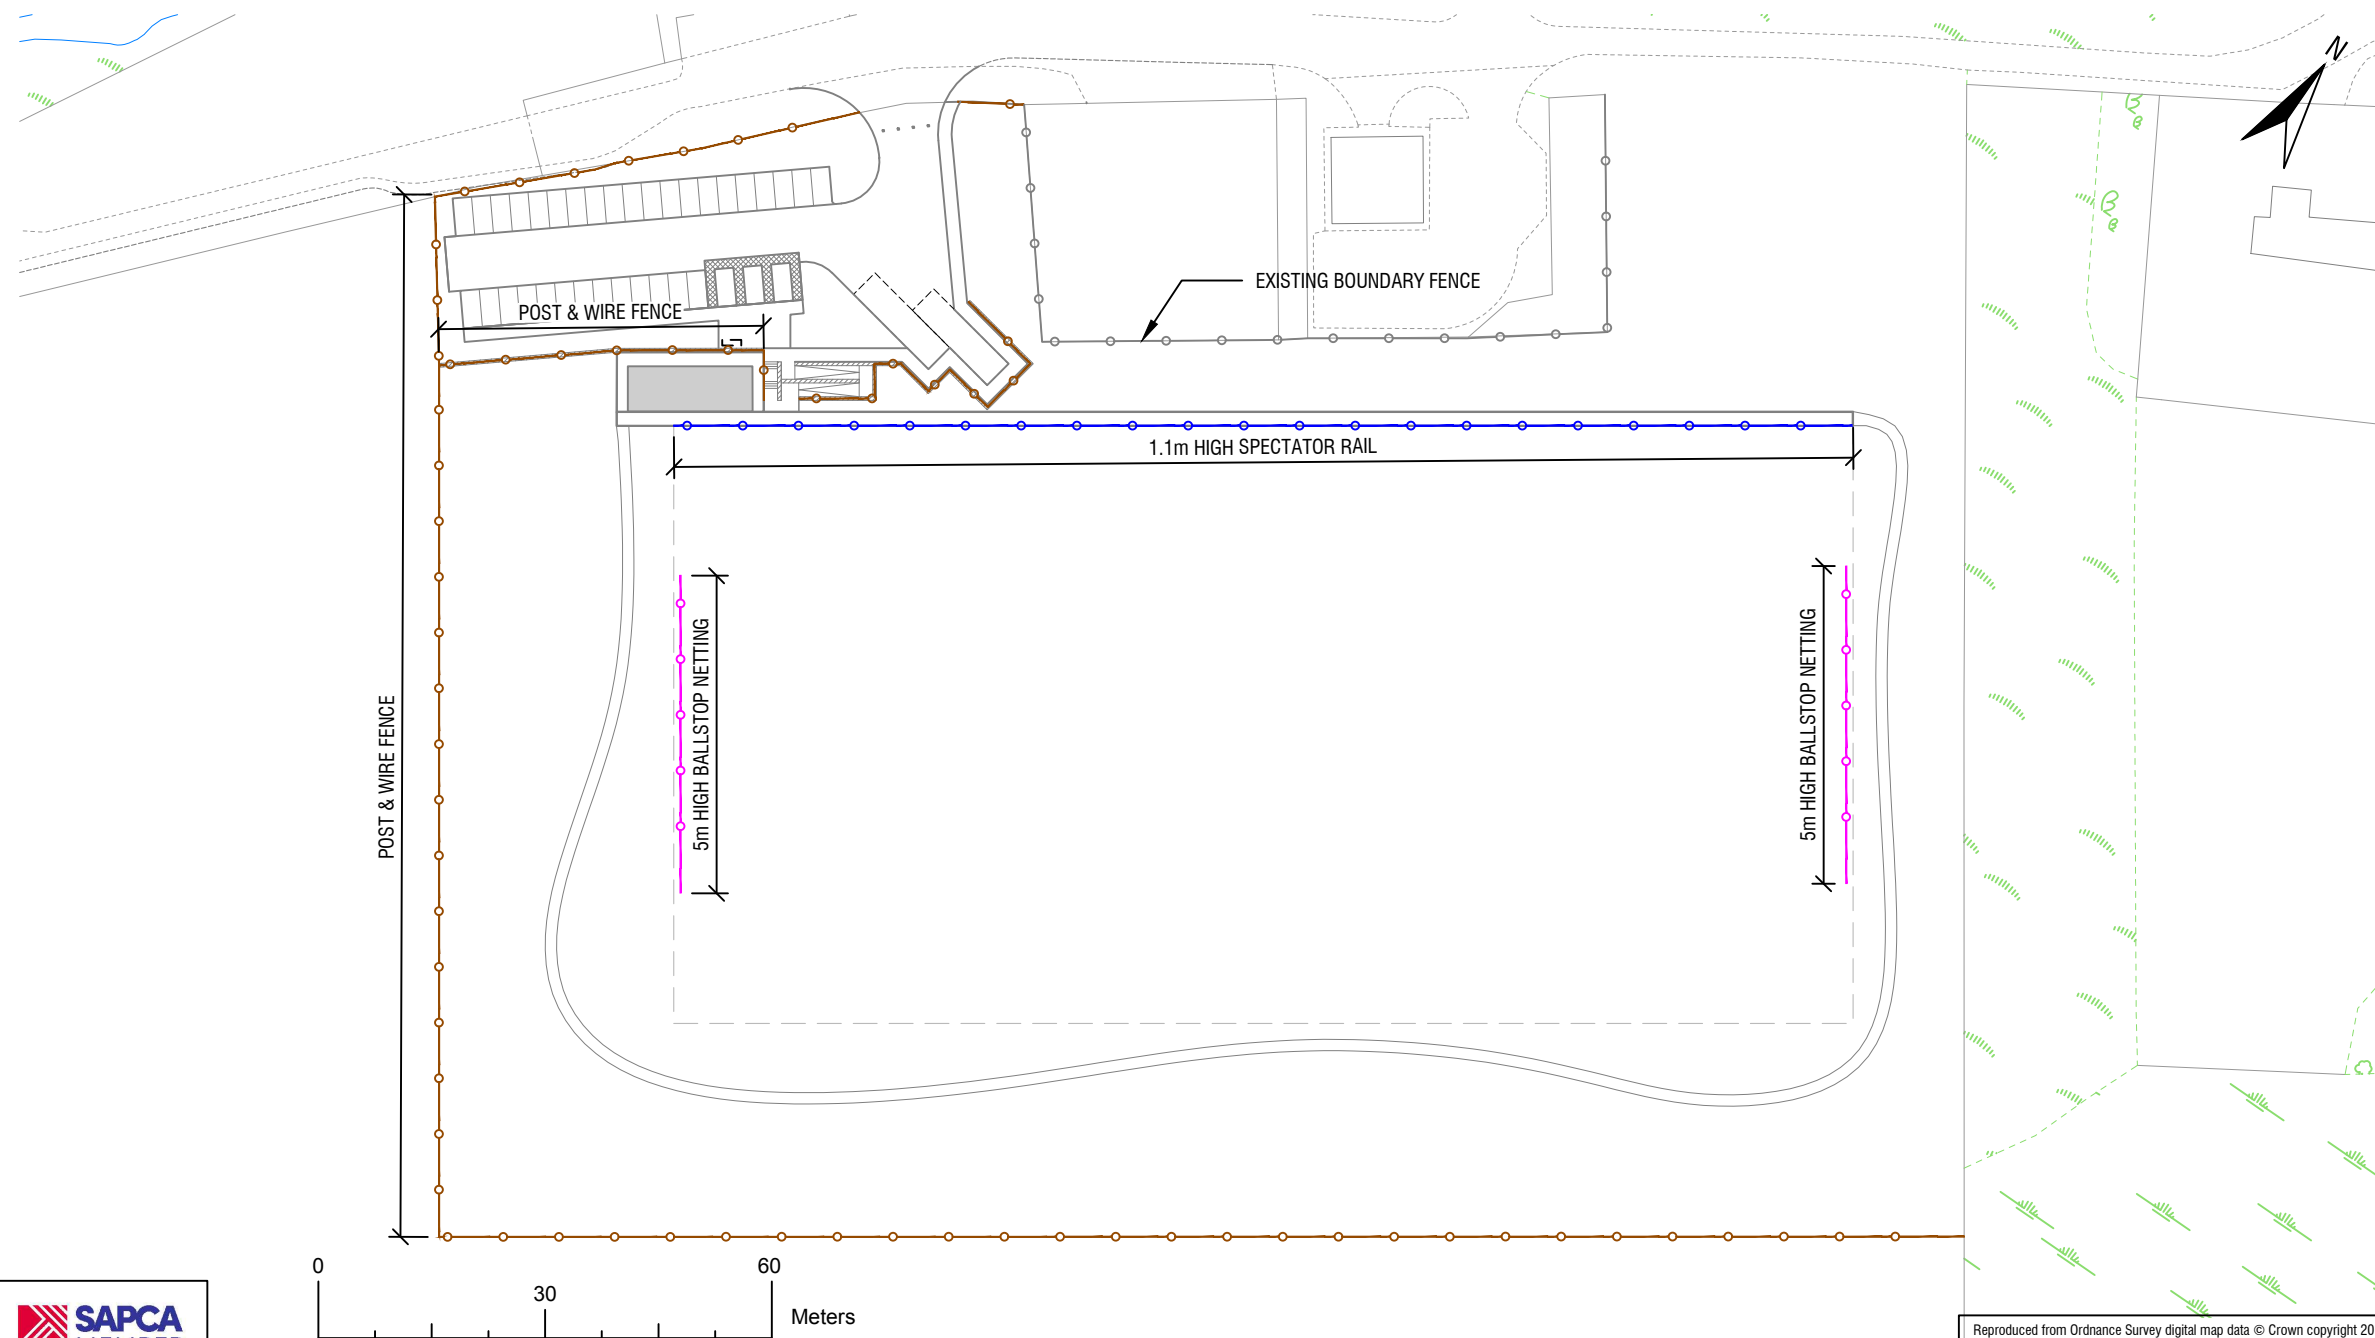 N
EXISTING BOUNDARY FENCE
POST & WIRE FENCE
1.1m HIGH SPECTATOR RAIL
5m HIGH BALLSTOP NETTING
5m HIGH BALLSTOP NETTING
POST & WIRE FENCE
0
60
30
Meters
SAPCA
Reproduced from Ordnance Survey digital map data © Crown copyright 20